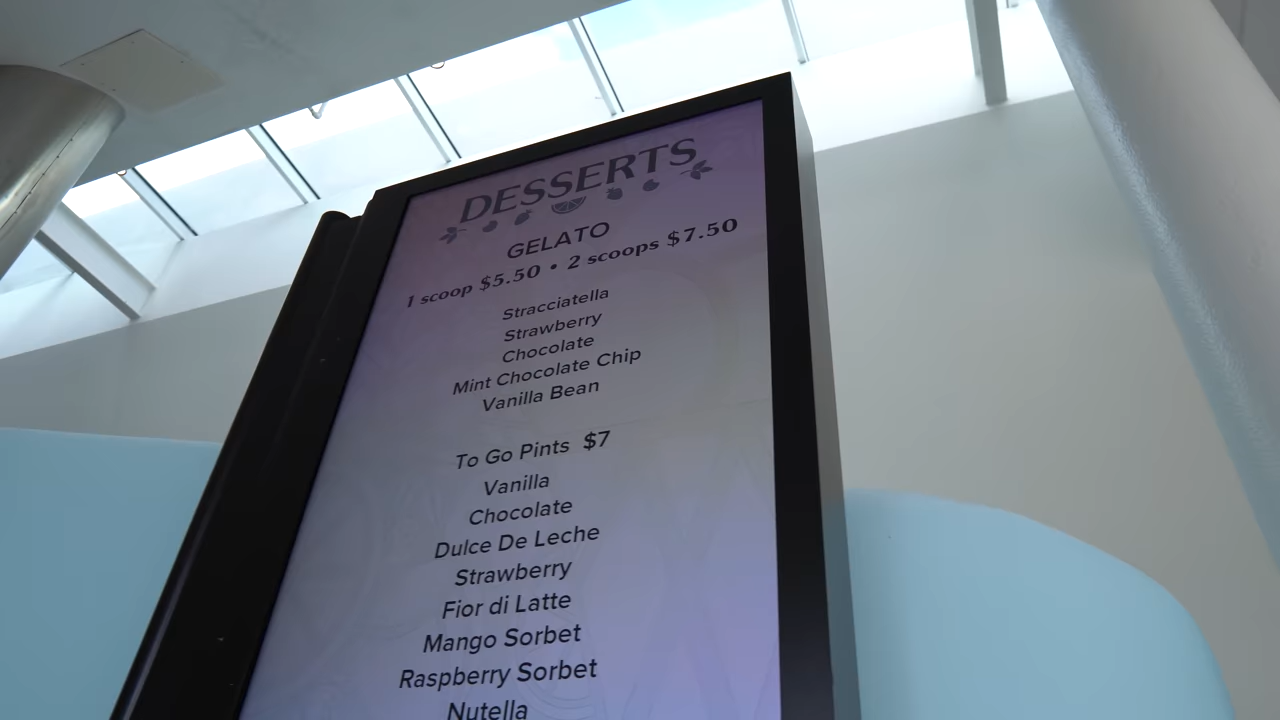 DESSERTS
GELATO
1 scoop $5.50 • 2 scoops $7.50
Stracciatella
Strawberry
Chocolate
Mint Chocolate Chip
Vanilla Bean
To Go Pints $7
Vanilla
Chocolate
Dulce De Leche
Strawberry
Fior di Latte
Mango Sorbet
Raspberry Sorbet
Nutella